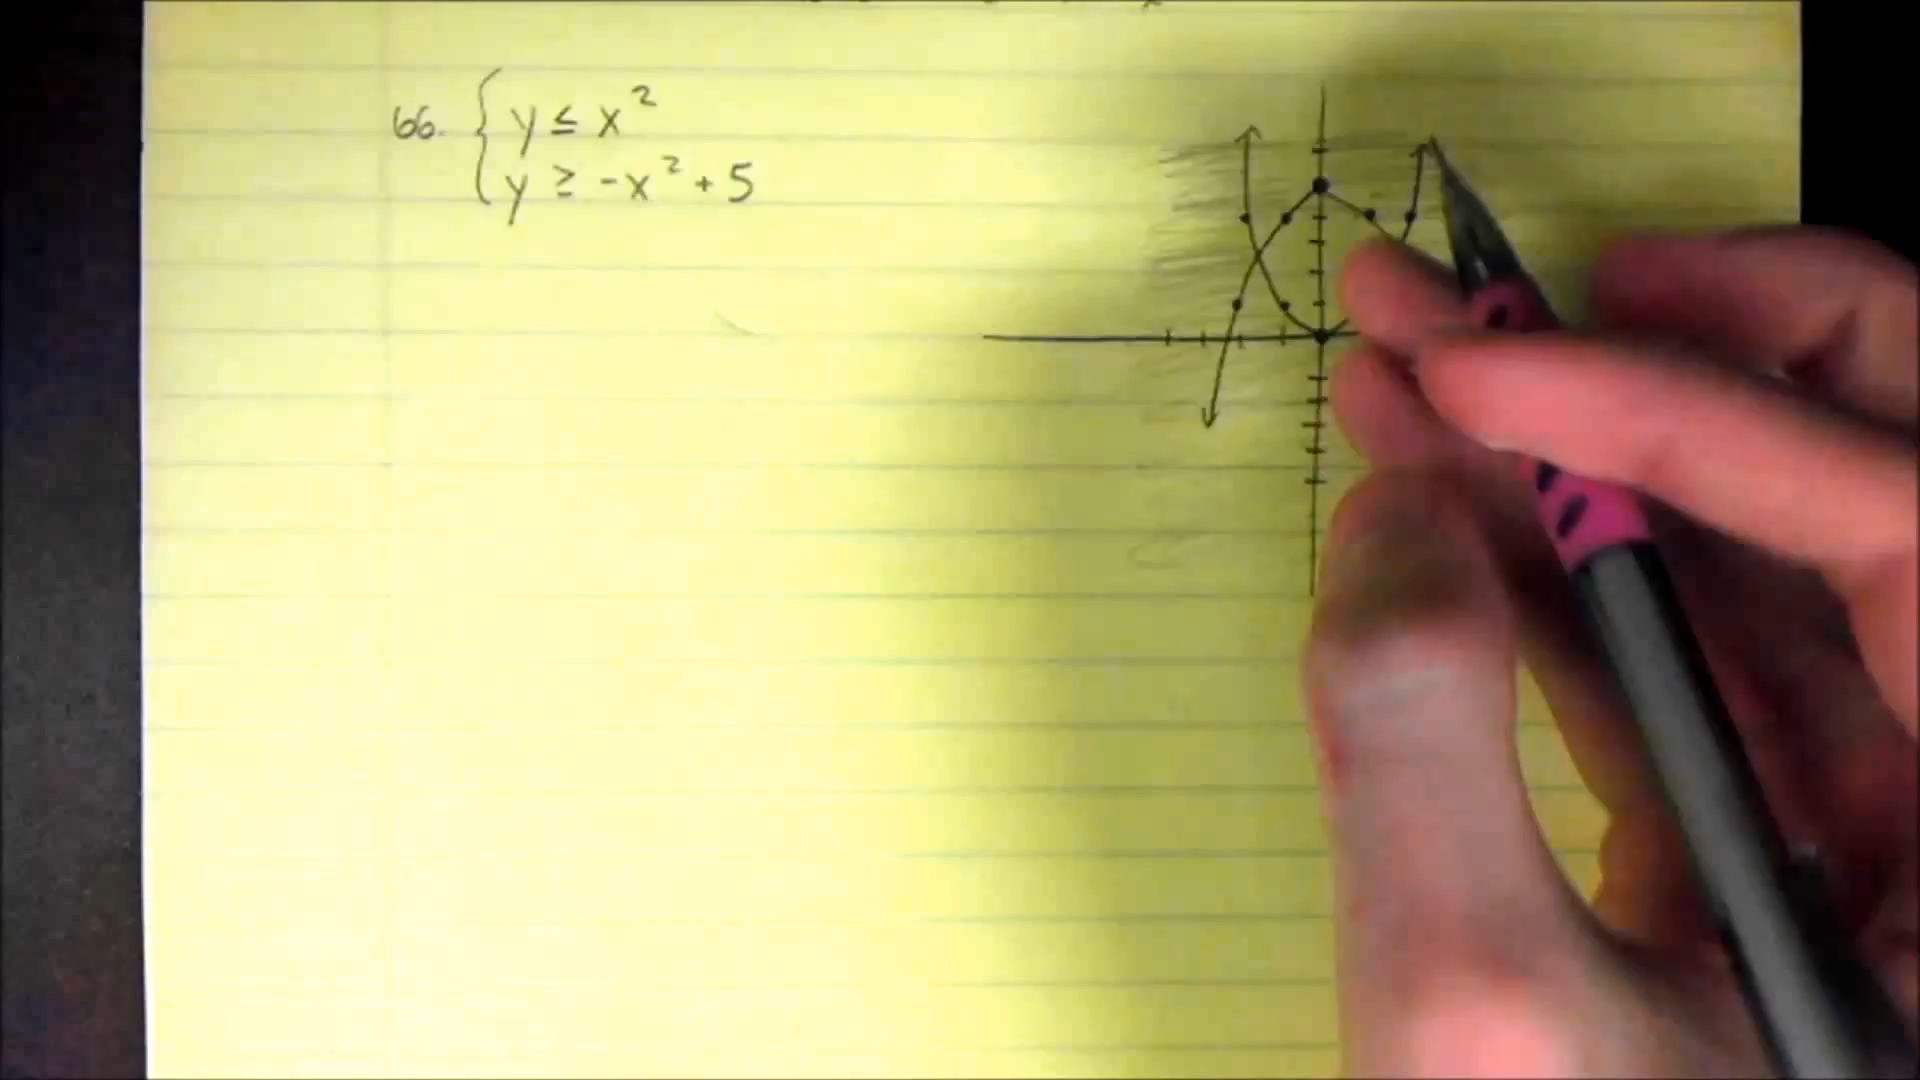 66. { y ≤ x²
y ≥ -x² + 5